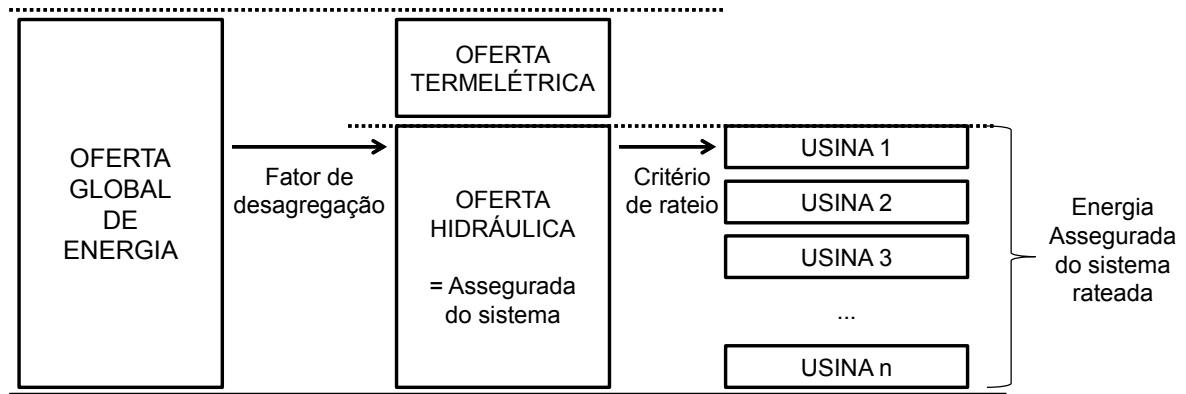 OFERTA
GLOBAL
DE
ENERGIA
Fator de
desagregação
OFERTA
TERMELÉTRICA
OFERTA
HIDRÁULICA
= Assegurada
do sistema
Critério
de rateio
USINA 1
USINA 2
USINA 3
...
USINA n
Energia
Assegurada
do sistema
rateada